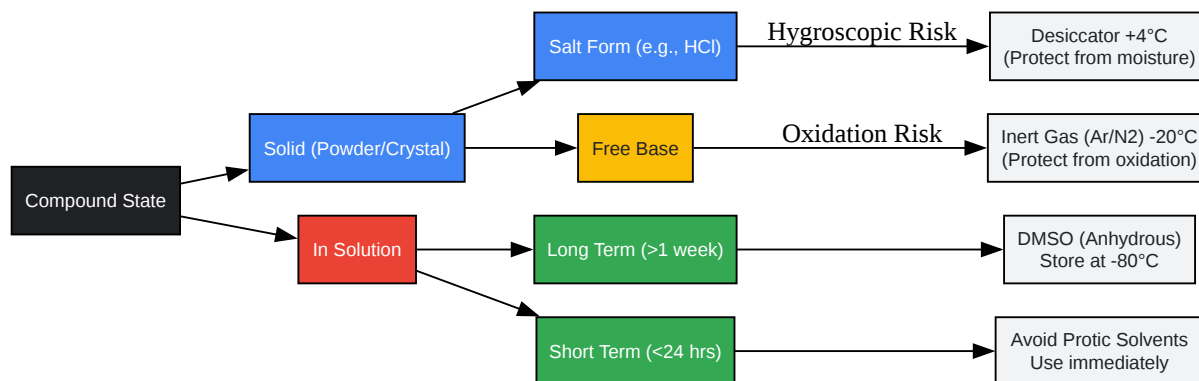 Salt Form (e.g., HCl)
Hygroscopic Risk
Desiccator +4°C
(Protect from moisture)
Solid (Powder/Crystal)
Free Base
Oxidation Risk
Inert Gas (Ar/N2) -20°C
(Protect from oxidation)
Compound State
In Solution
Long Term (>1 week)
DMSO (Anhydrous)
Store at -80°C
Short Term (<24 hrs)
Avoid Protic Solvents
Use immediately